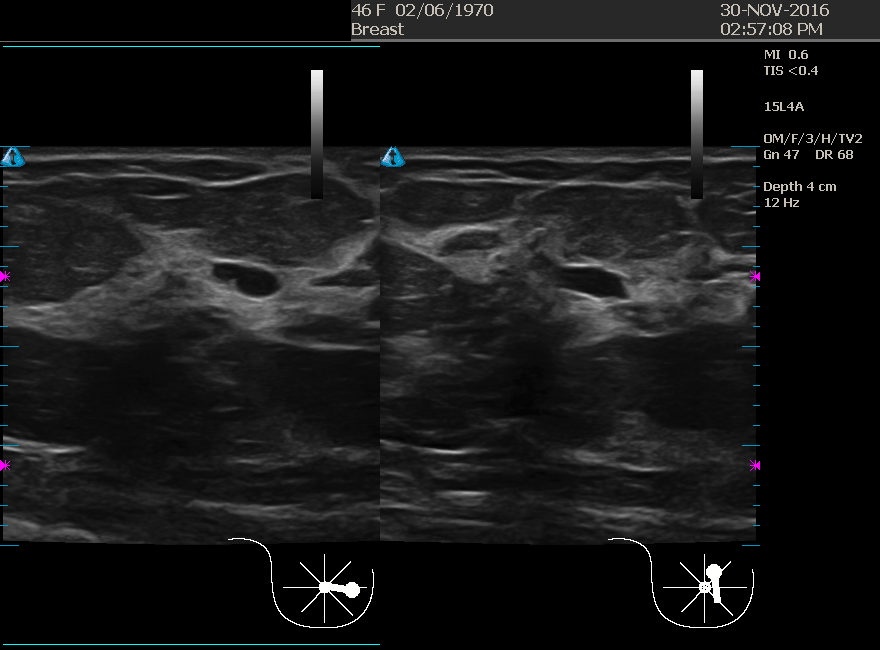 46 F 02/06/1970 30-NOV-2016
Breast 02:57:08 PM
MI 0.6
TIS <0.4
15L4A
OM/F/3/H/TV2
Gn 47 DR 68
Depth 4 cm
12 Hz